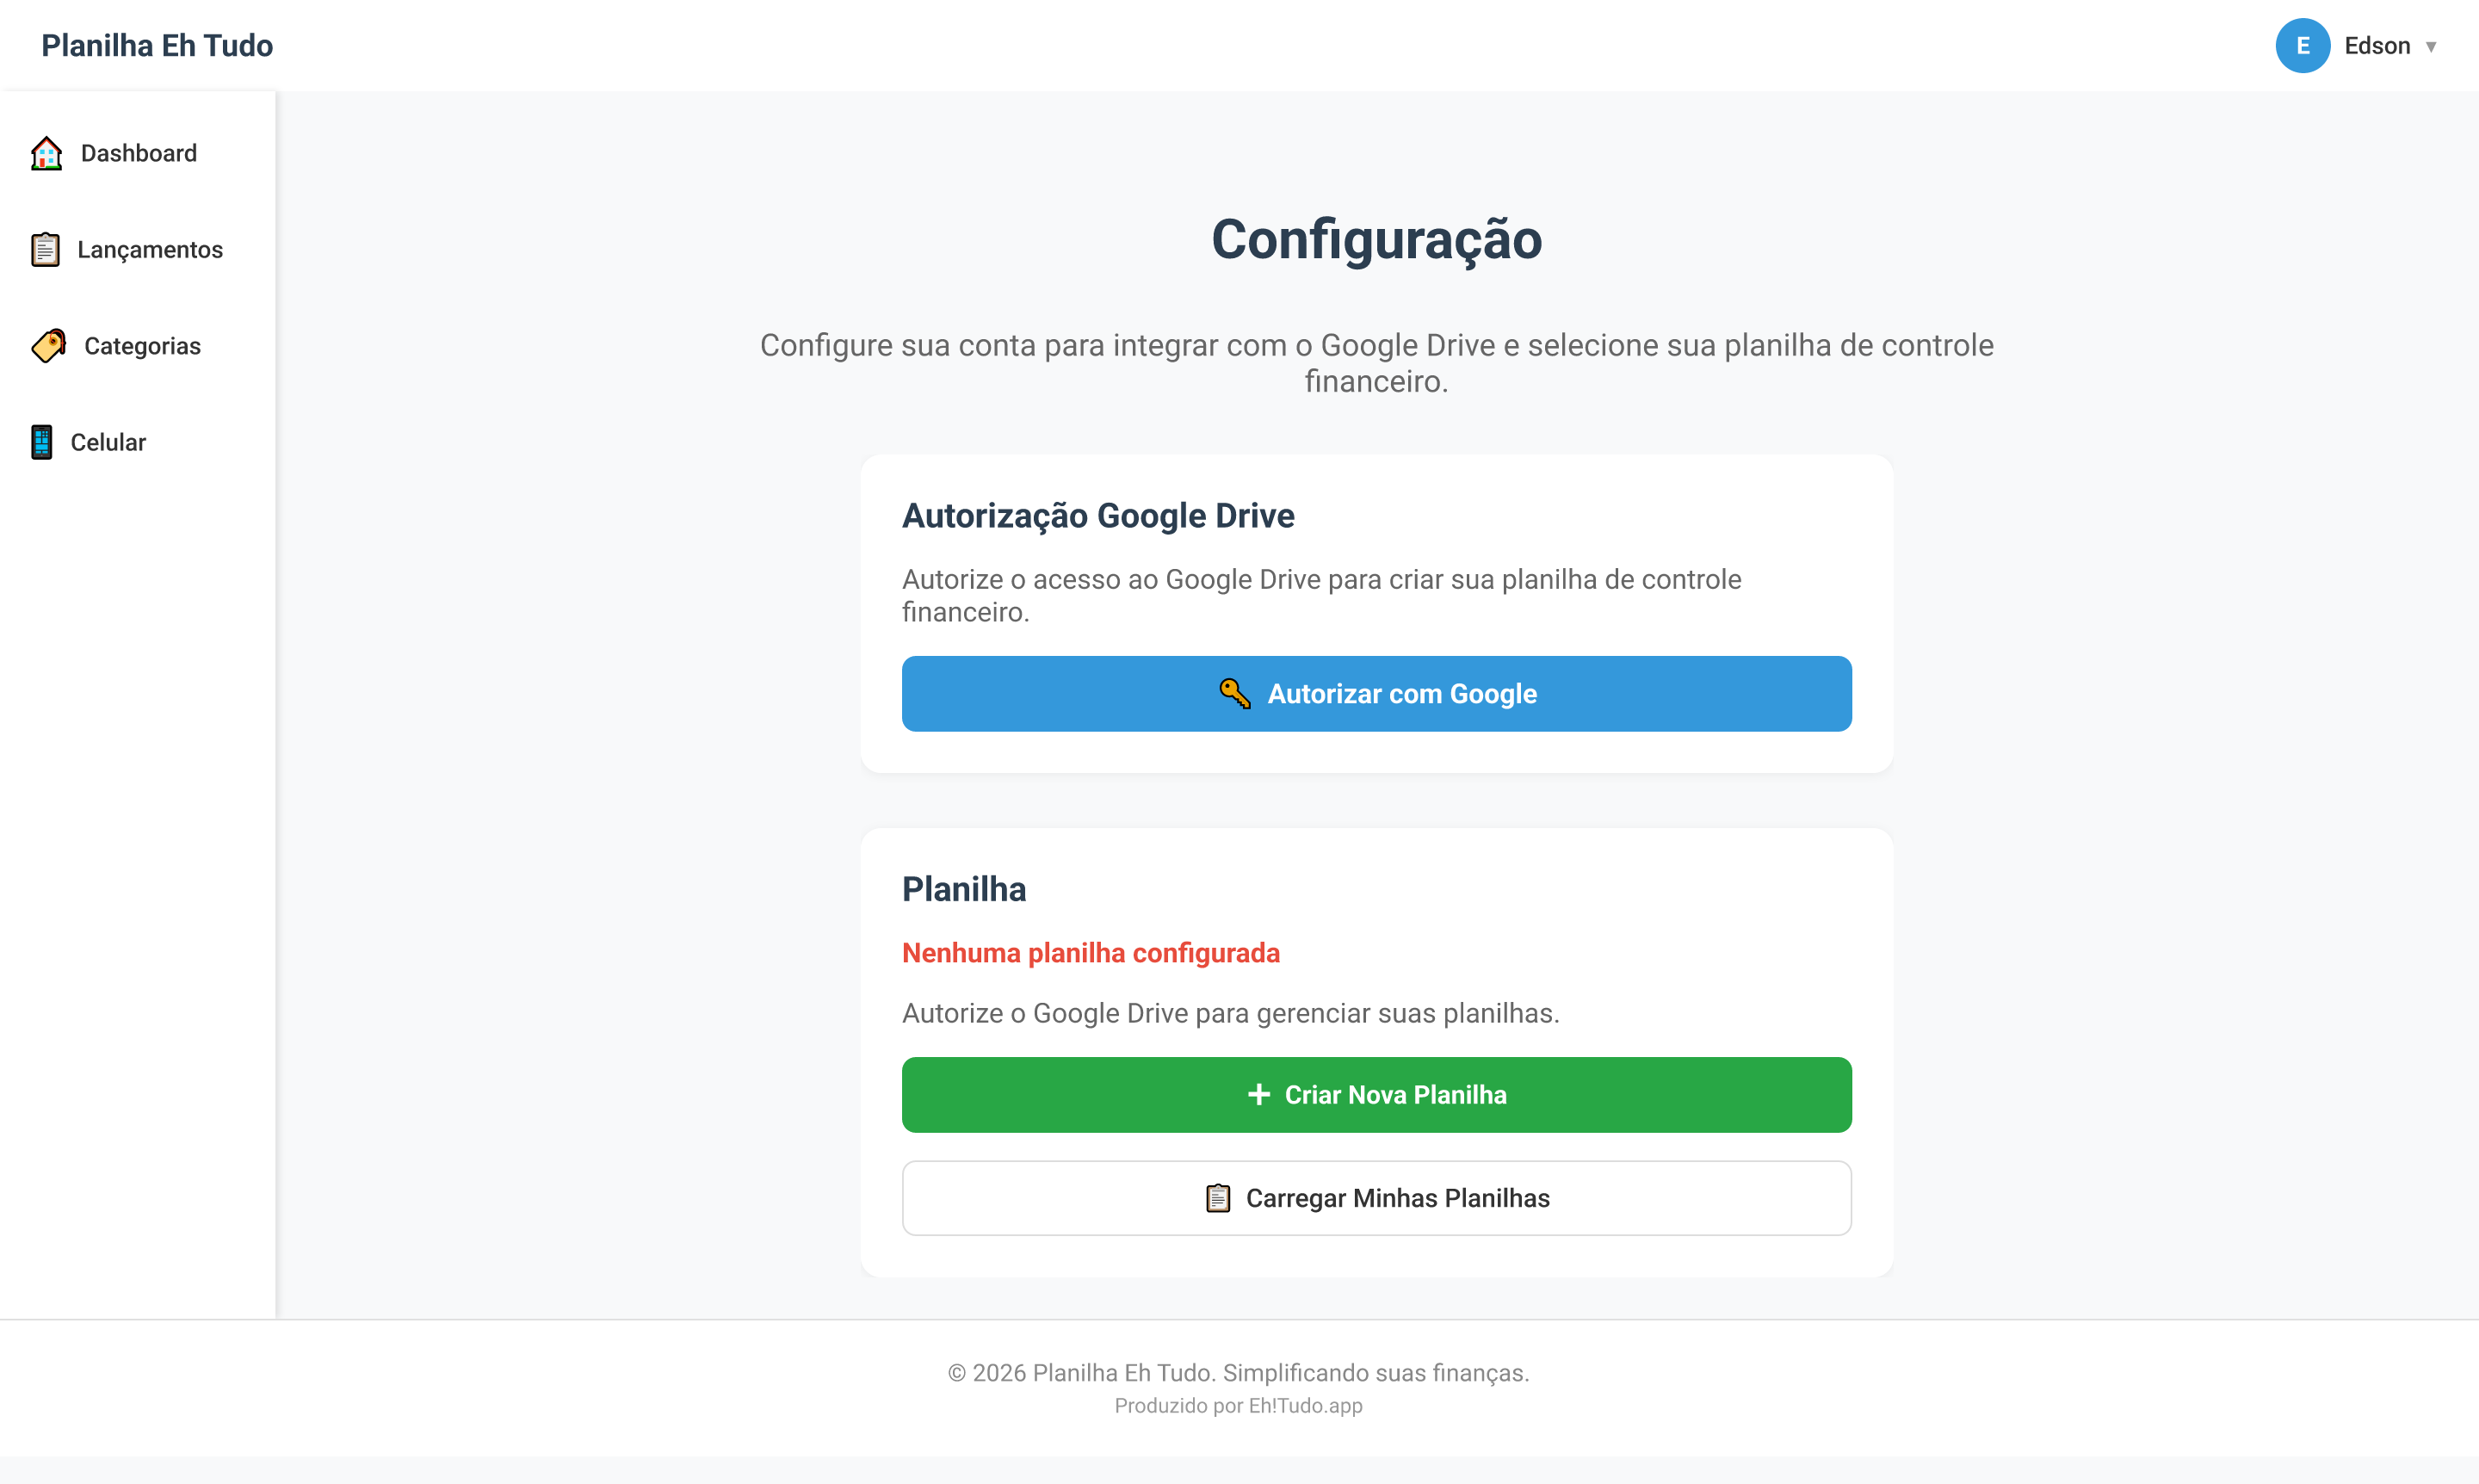 Planilha Eh Tudo
E Edson ▼
Dashboard
Lançamentos
Categorias
Celular
Configuração
Configure sua conta para integrar com o Google Drive e selecione sua planilha de controle
financeiro.
Autorização Google Drive
Autorize o acesso ao Google Drive para criar sua planilha de controle
financeiro.
Autorizar com Google
Planilha
Nenhuma planilha configurada
Autorize o Google Drive para gerenciar suas planilhas.
+ Criar Nova Planilha
Carregar Minhas Planilhas
© 2026 Planilha Eh Tudo. Simplificando suas finanças.
Produzido por Eh!Tudo.app